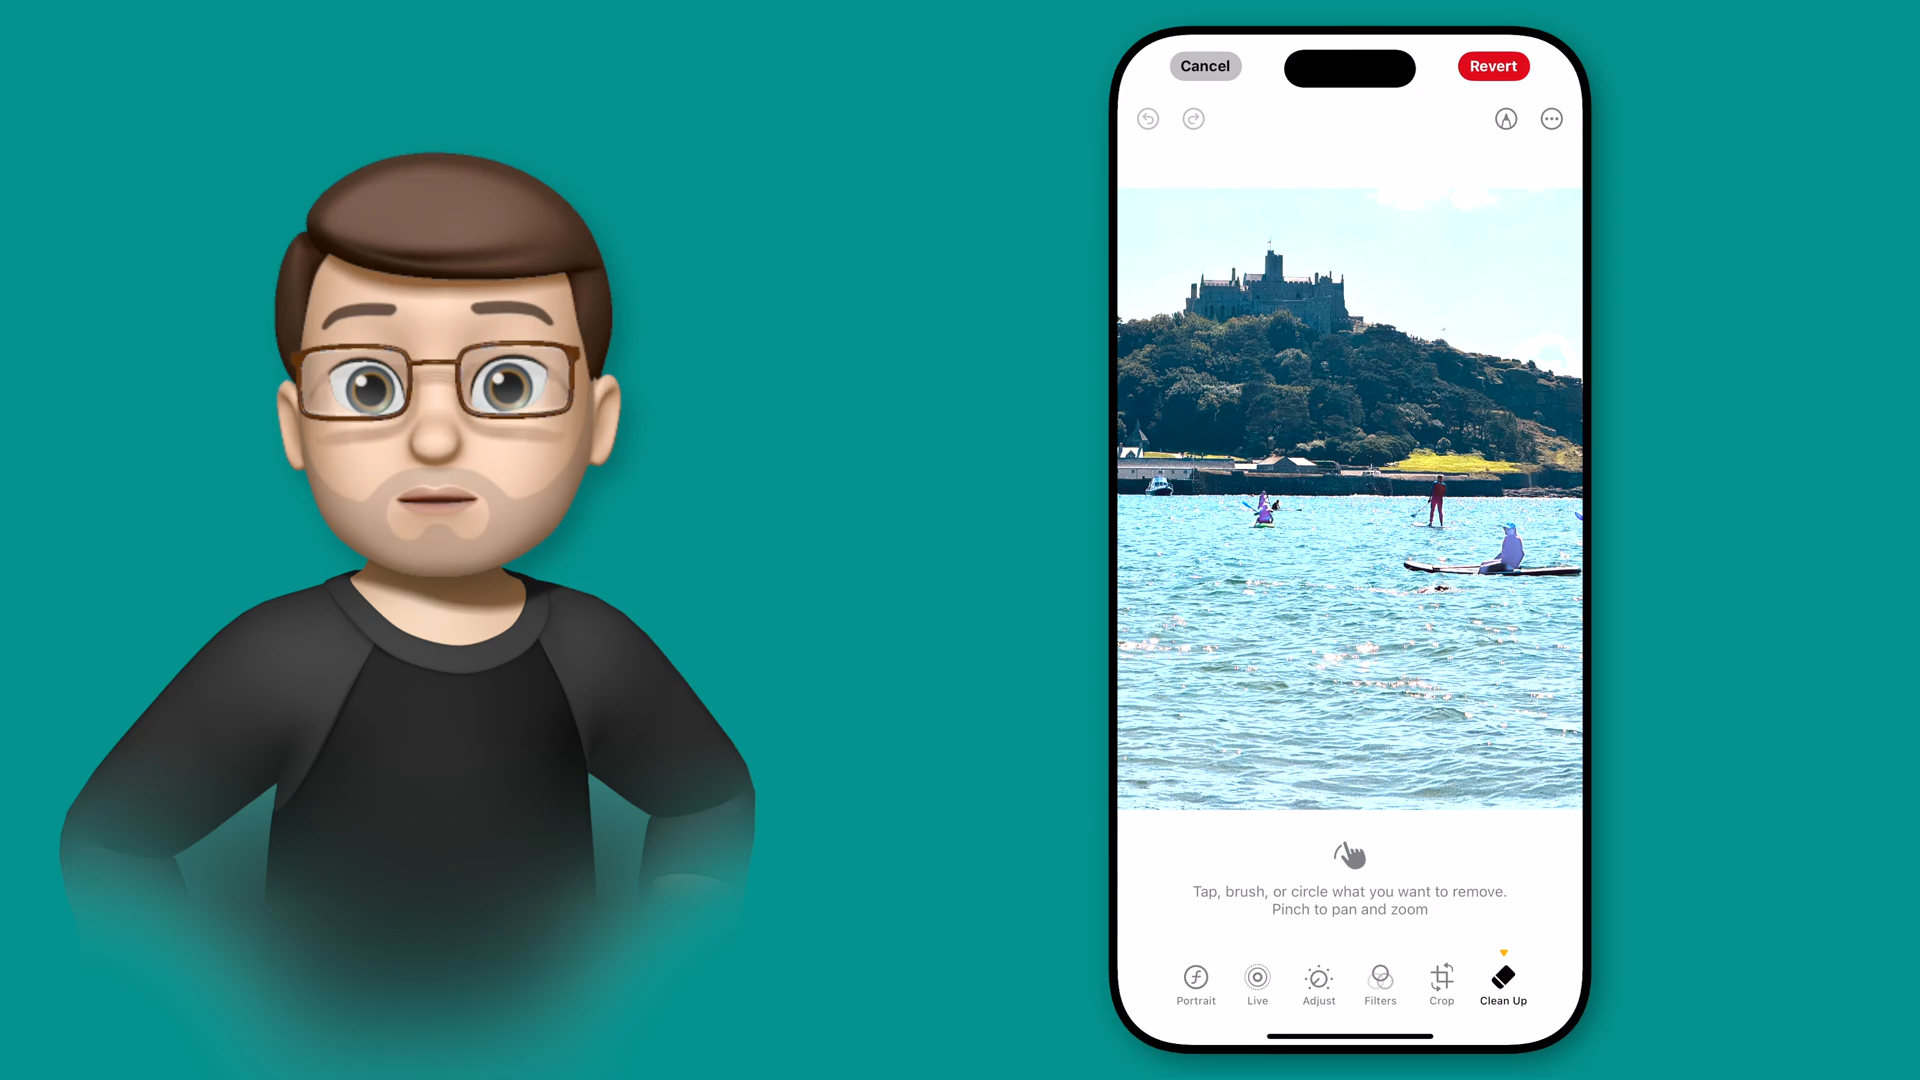 Cancel
Revert
Tap, brush, or circle what you want to remove.
Pinch to pan and zoom
Portrait
Live
Adjust
Filters
Crop
Clean Up